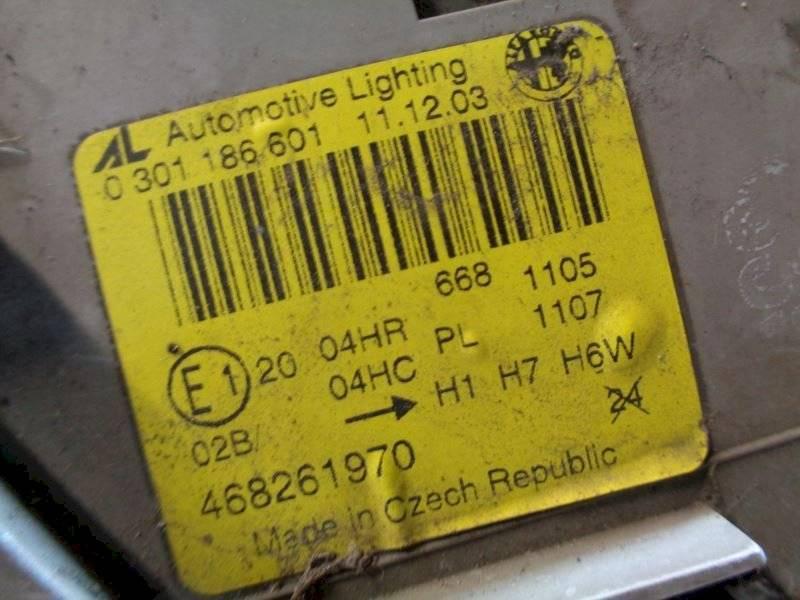 AL Automotive Lighting
0 301 186 601 11.12.03
668 1105
E1 20 04HR PL 1107
04HC → H1 H7 H6W
02B/ 24
468261970
Made in Czech Republic